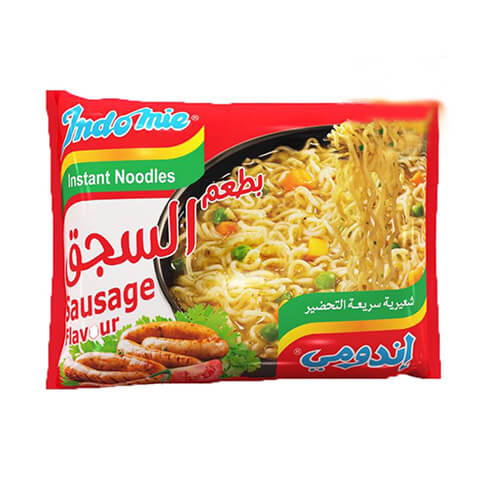 Indomie®
Instant Noodles
بطعم
السجق
Sausage
Flavour
شعيرية سريعة التحضير
إندومي®